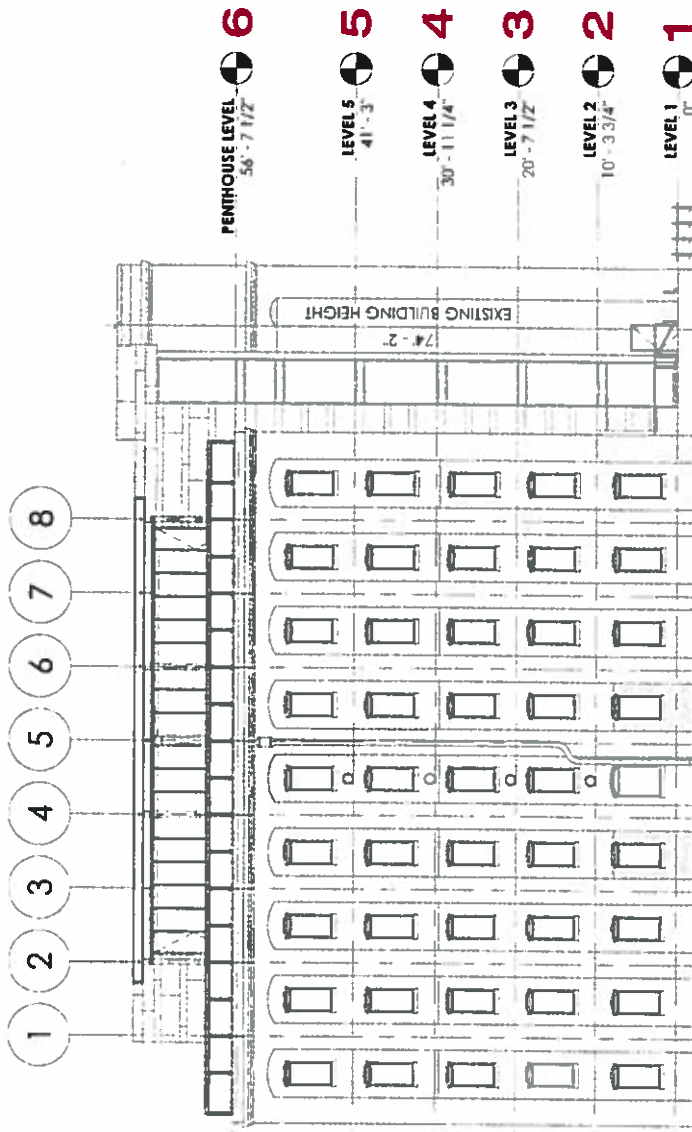 1
2
3
4
5
6
7
8
PENTHOUSE LEVEL
56' - 7 1/2"
6
LEVEL 5
41' - 3"
5
LEVEL 4
30' - 11 1/4"
4
LEVEL 3
20' - 7 1/2"
3
LEVEL 2
10' - 3 3/4"
2
LEVEL 1
0"
1
EXISTING BUILDING HEIGHT
74' - 2"